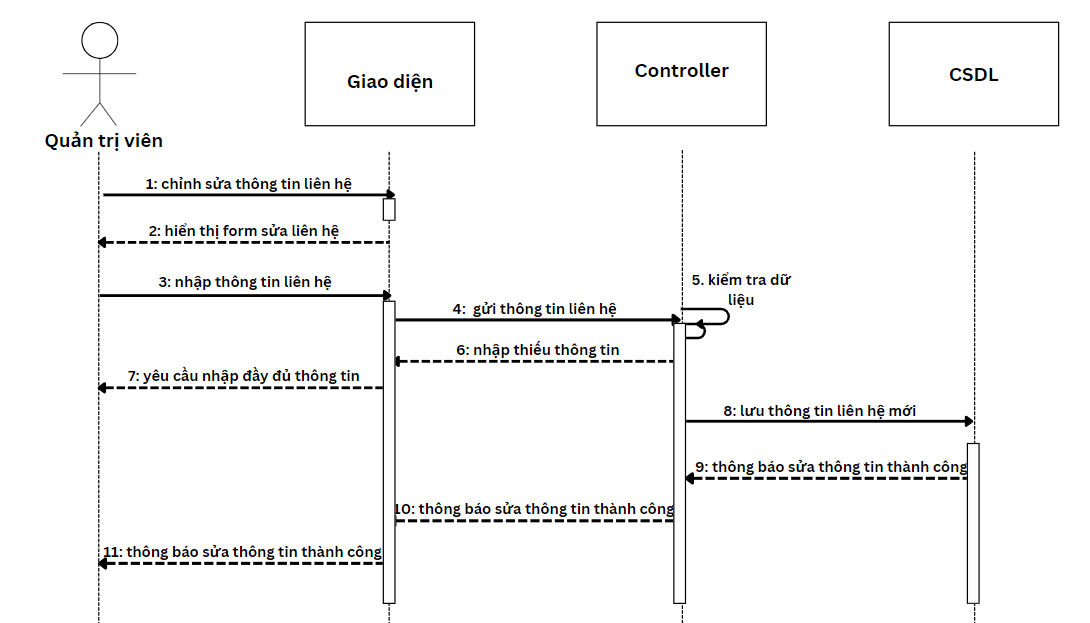 Giao diện
Controller
CSDL
Quản trị viên
1: chỉnh sửa thông tin liên hệ
2: hiển thị form sửa liên hệ
3: nhập thông tin liên hệ
5. kiểm tra dữ
liệu
4: gửi thông tin liên hệ
6: nhập thiếu thông tin
7: yêu cầu nhập đầy đủ thông tin
8: lưu thông tin liên hệ mới
9: thông báo sửa thông tin thành công
10: thông báo sửa thông tin thành công
11: thông báo sửa thông tin thành công